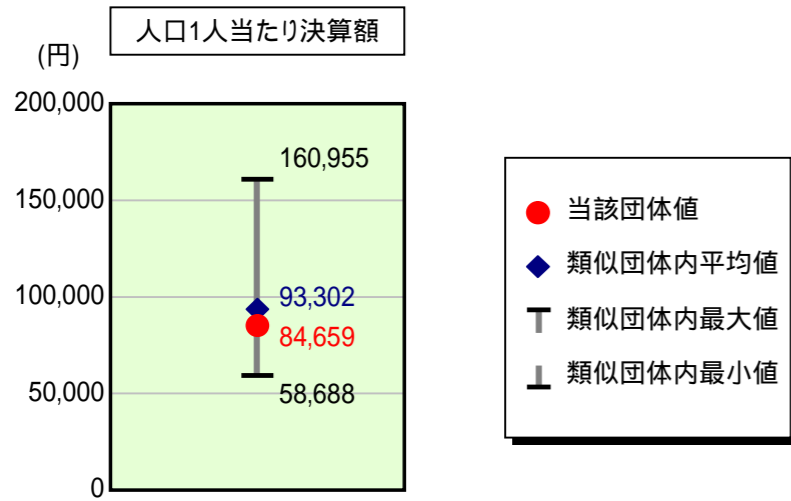 人口1人当たり決算額
(円)
200,000
150,000
100,000
50,000
0
160,955
93,302
84,659
58,688
当該団体値
類似団体内平均値
類似団体内最大値
類似団体内最小値